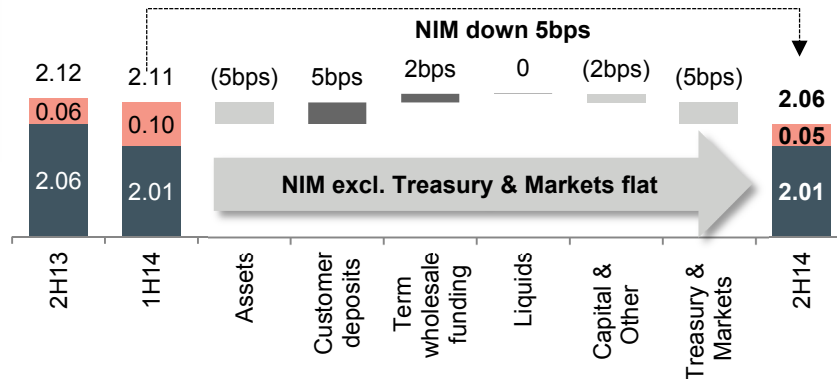 NIM down 5bps
2.12
2.11
(5bps)
5bps
2bps
0
(2bps)
(5bps)
2.06
0.06
0.10
0.05
2.06
2.01
NIM excl. Treasury & Markets flat
2.01
2H13
1H14
Assets
Customer
deposits
Term
wholesale
funding
Liquids
Capital &
Other
Treasury &
Markets
2H14